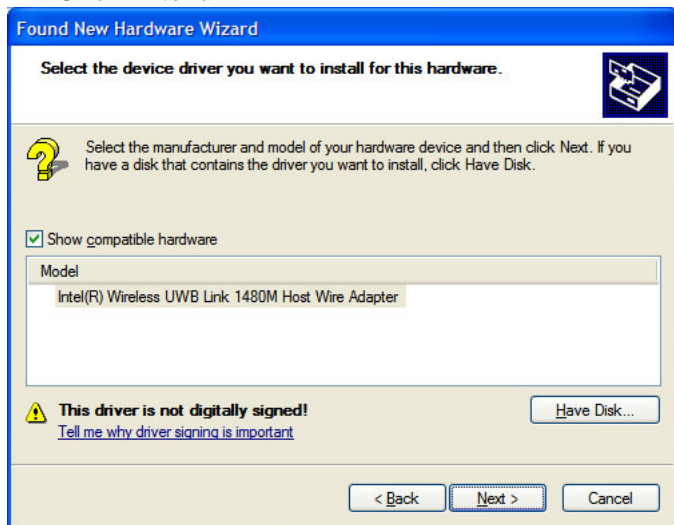 Found New Hardware Wizard
Select the device driver you want to install for this hardware.
Select the manufacturer and model of your hardware device and then click Next. If you
have a disk that contains the driver you want to install, click Have Disk.
Show compatible hardware
Model
Intel(R) Wireless UWB Link 1480M Host Wire Adapter
This driver is not digitally signed!
Have Disk...
Tell me why driver signing is important
< Back
Next >
Cancel